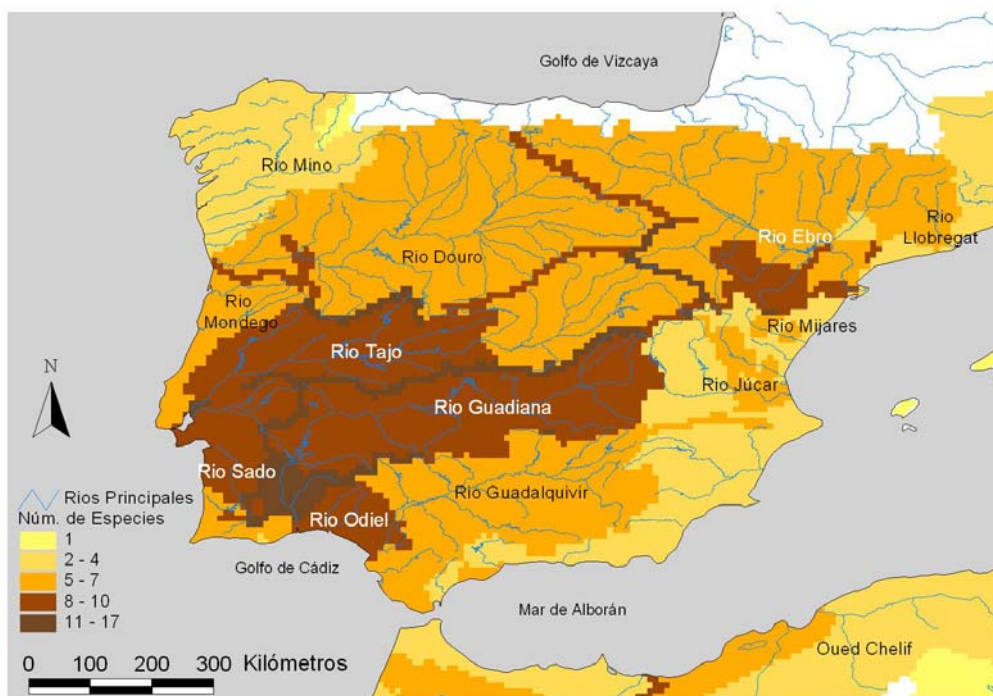 Golfo de Vizcaya
Rio Mino
Rio Ebro
Rio
Llobregat
Rio Douro
Rio
Mondego
Rio Mijares
Rio Tajo
N
Rio Júçar
Rio Guadiana
Rio Sado
Rios Principales
Rio Guadalquivir
Núm. de Especies
Rio Odiel
1
2 - 4
5 - 7
8 - 10
11 - 17
Golfo de Cádiz
Mar de Alborán
Oued Chelif
0 100 200 300 Kilómetros